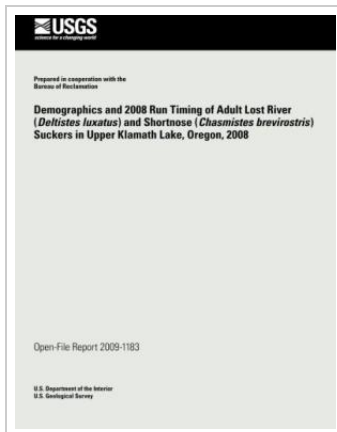 USGS
science for a changing world
Prepared in cooperation with the
Bureau of Reclamation
Demographics and 2008 Run Timing of Adult Lost River
(Deltistes luxatus) and Shortnose (Chasmistes brevirostris)
Suckers in Upper Klamath Lake, Oregon, 2008
Open-File Report 2009-1183
U.S. Department of the Interior
U.S. Geological Survey